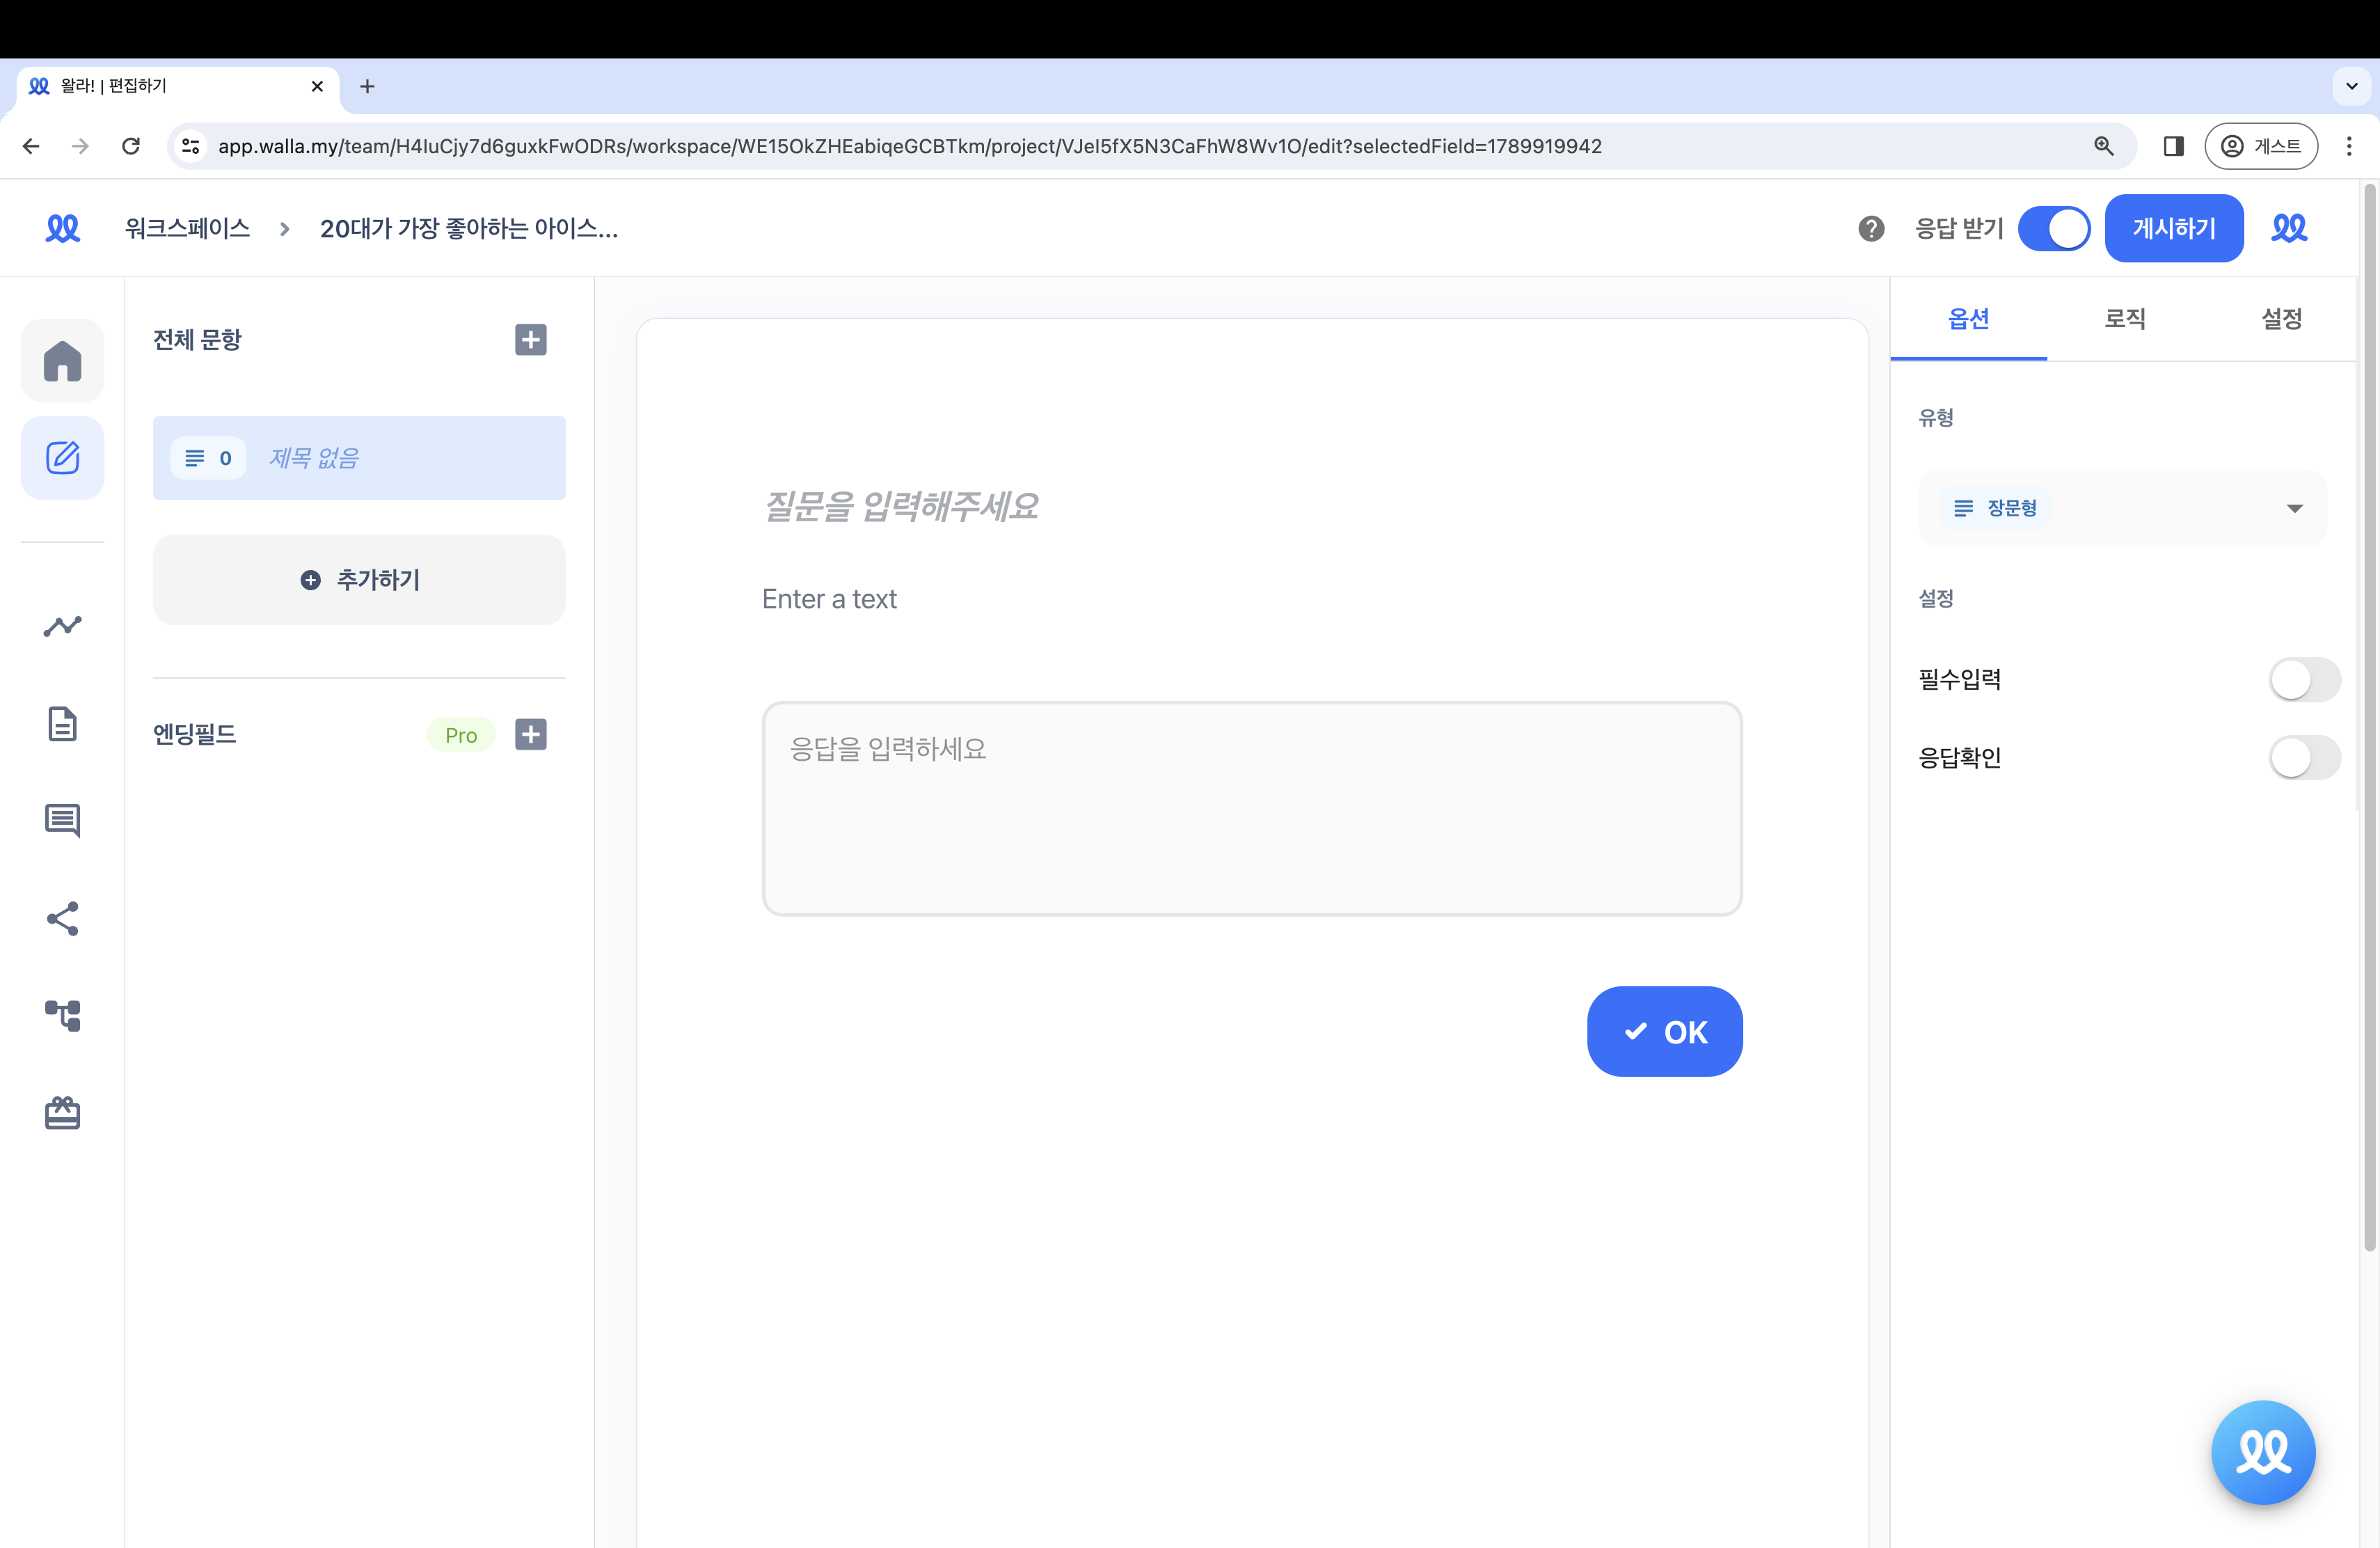 왈라! | 편집하기
app.walla.my/team/H4IuCjy7d6guxkFwODRs/workspace/WE15OkZHEabiqeGCBTkm/project/VJeI5fX5N3CaFhW8Wv1O/edit?selectedField=1789919942
게스트
워크스페이스
20대가 가장 좋아하는 아이스...
응답 받기
게시하기
전체 문항
0 제목 없음
추가하기
엔딩필드 Pro
질문을 입력해주세요
Enter a text
응답을 입력하세요
OK
옵션 로직 설정
유형
장문형
설정
필수입력
응답확인